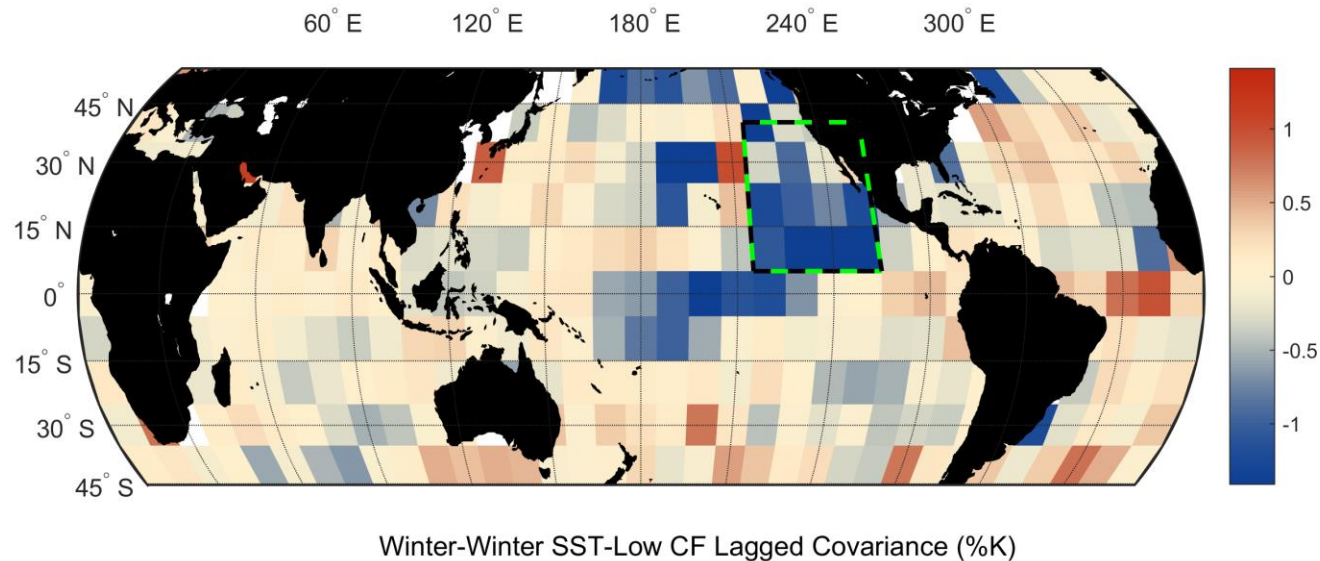 60° E 120° E 180° E 240° E 300° E
45° N
30° N
15° N
0°
15° S
30° S
45° S
1
0.5
0
-0.5
-1
Winter-Winter SST-Low CF Lagged Covariance (%K)